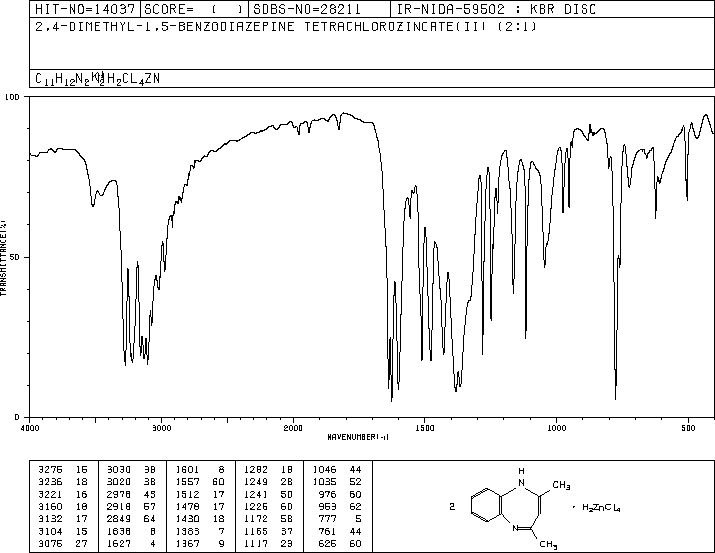 HIT-NO=14037 SCORE= ( ) SDBS-NO=28211 IR-NIDA-59502 : KBR DISC
2,4-DIMETHYL-1,5-BENZODIAZEPINE TETRACHLOROZINCATE(II) (2:1)
100
50
0
TRANSMITTANCE(%)
4000 3000 2000 1500 1000 500
WAVENUMBER(-1)
3275 16 3030 38 1601 8 1282 18 1046 44
3236 18 3020 38 1557 60 1249 28 1035 52
3221 16 2978 45 1512 17 1241 50 976 60
3160 18 2918 57 1478 17 1226 60 953 62
3132 17 2849 64 1430 18 1172 58 777 5
3104 15 1638 8 1383 7 1165 37 761 44
3075 27 1627 4 1367 9 1117 23 626 60
H
N
CH3
2
· H2ZnCL4
N
CH3